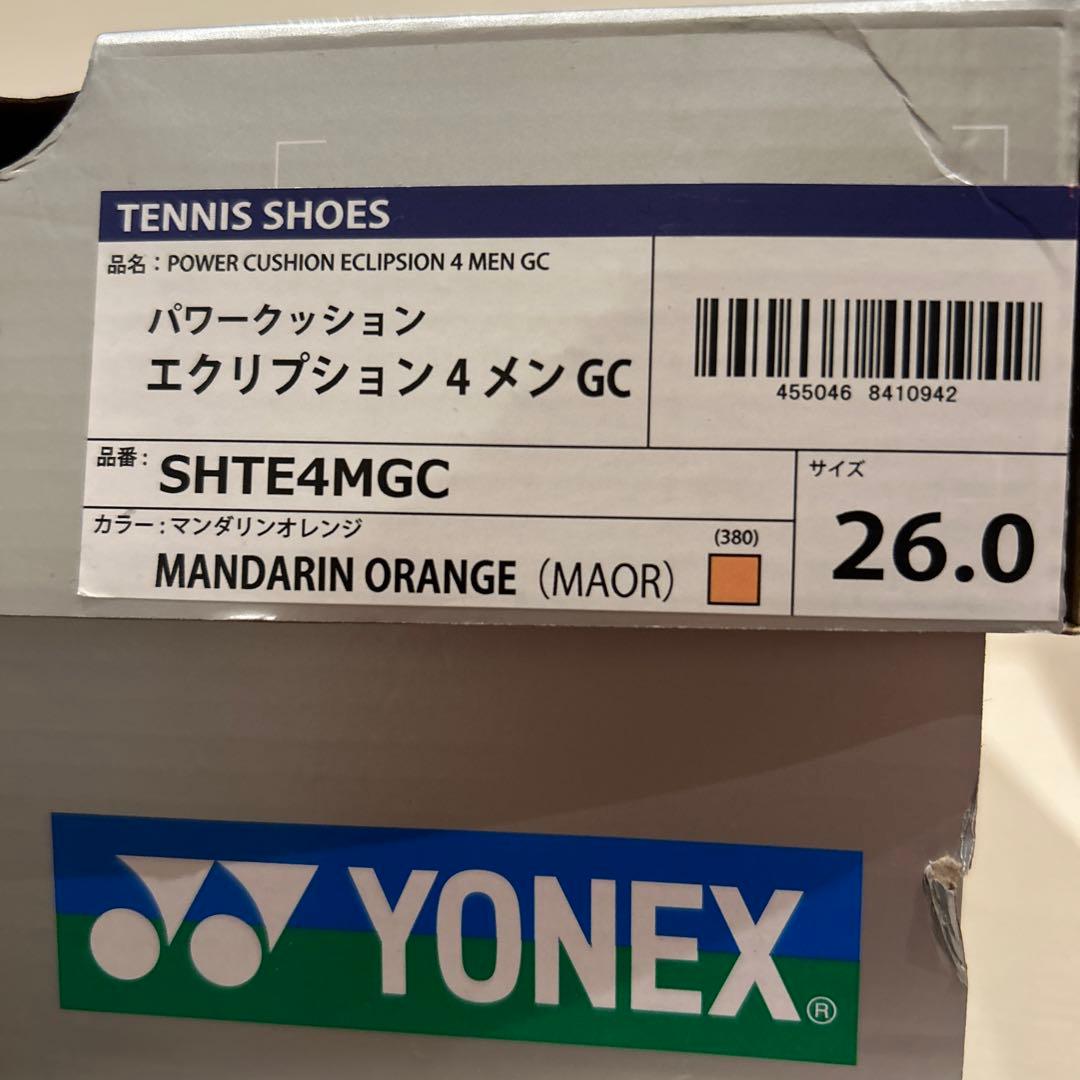 TENNIS SHOES
品名：POWER CUSHION ECLIPSION 4 MEN GC
パワークッション
エクリプション 4 メン GC
455046 8410942
品番：
SHTE4MGC
カラー：マンダリンオレンジ
MANDARIN ORANGE（MAOR）
(380)
サイズ
26.0
YONEX®